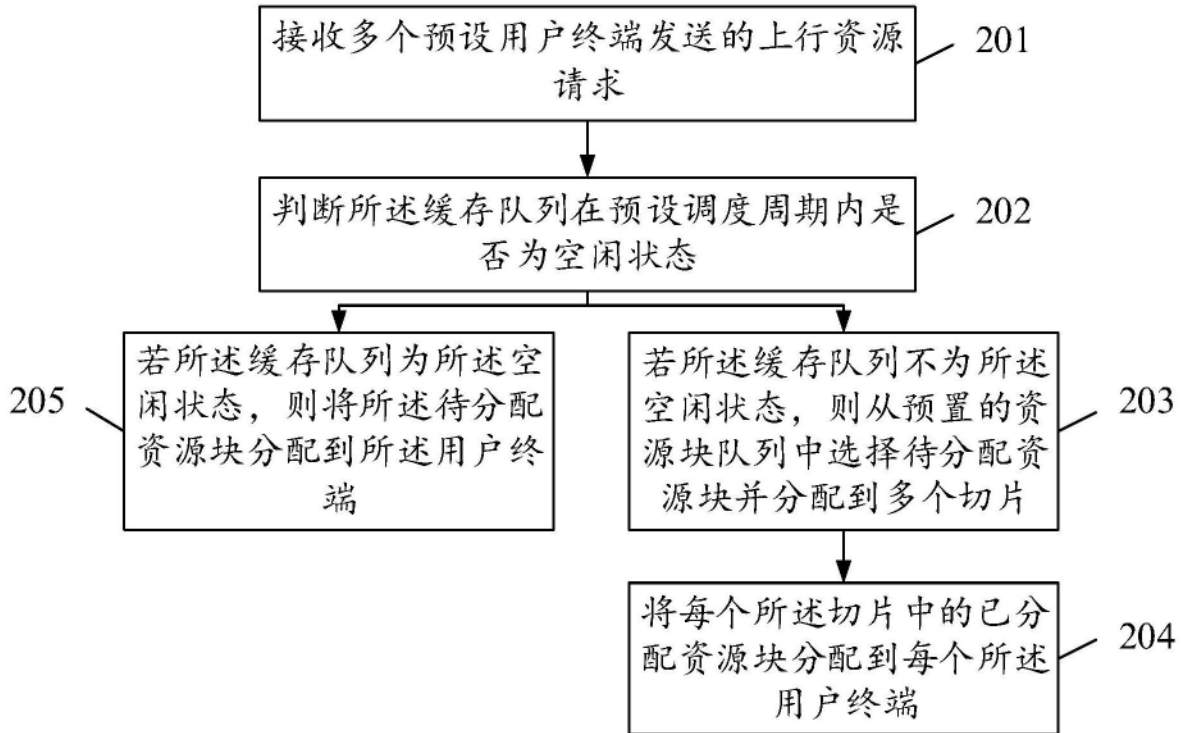 接收多个预设用户终端发送的上行资源
请求
201
判断所述缓存队列在预设调度周期内是
否为空闲状态
202
若所述缓存队列为所述空
闲状态，则将所述待分配
资源块分配到所述用户终
端
205
若所述缓存队列不为所述
空闲状态，则从预置的资
源块队列中选择待分配资
源块并分配到多个切片
203
将每个所述切片中的已分
配资源块分配到每个所述
用户终端
204